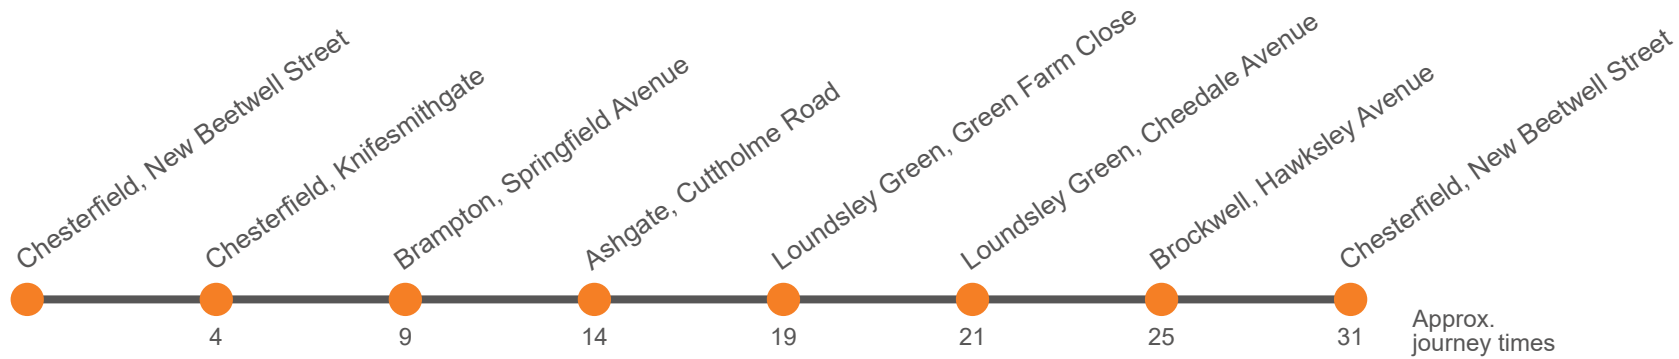 Chesterfield, New Beetwell Street
Chesterfield, Knifesmithgate
Brampton, Springfield Avenue
Ashgate, Cuttholme Road
Loundsley Green, Green Farm Close
Loundsley Green, Cheedale Avenue
Brockwell, Hawksley Avenue
Chesterfield, New Beetwell Street
4 9 14 19 21 25 31
Approx.
journey times